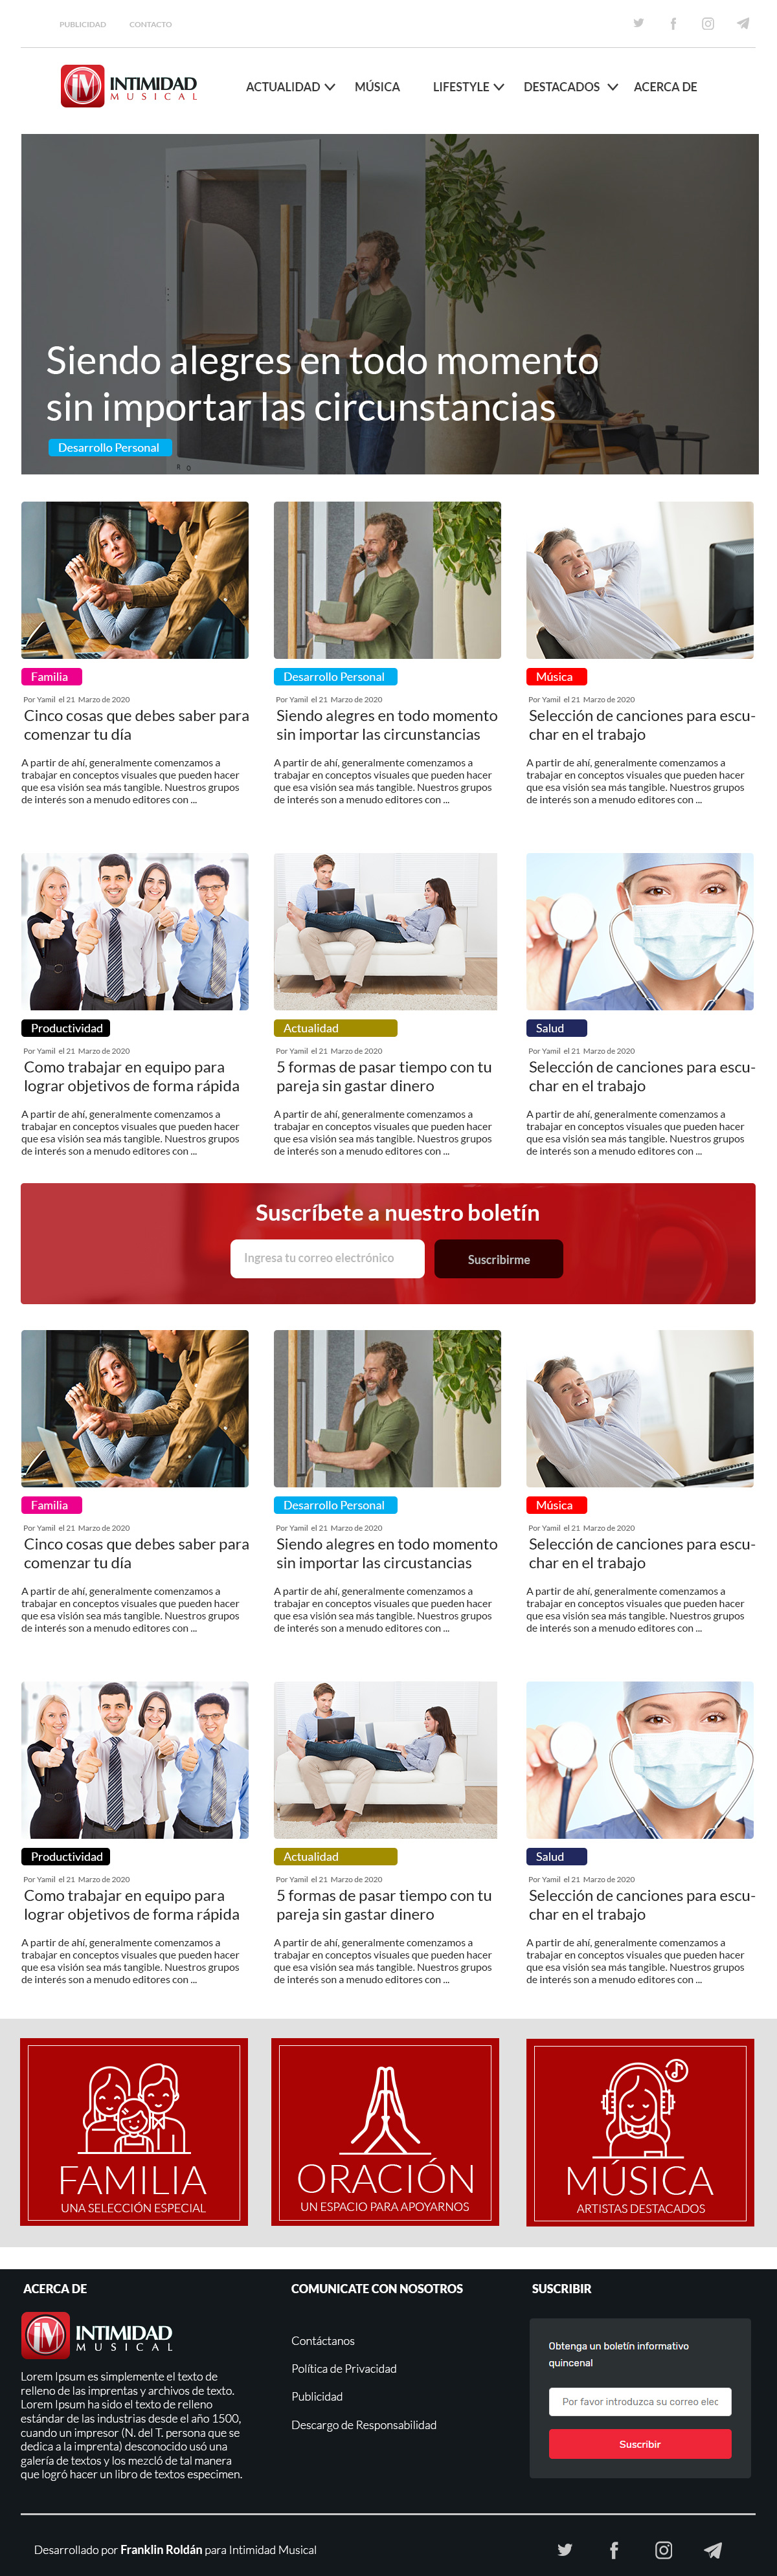 PUBLICIDAD CONTACTO
INTIMIDAD
MUSICAL
ACTUALIDAD MÚSICA LIFESTYLE DESTACADOS ACERCA DE
Siendo alegres en todo momento
sin importar las circunstancias
Desarrollo Personal
Familia
Por Yamil el 21 Marzo de 2020
Cinco cosas que debes saber para
comenzar tu día
A partir de ahí, generalmente comenzamos a
trabajar en conceptos visuales que pueden hacer
que esa visión sea más tangible. Nuestros grupos
de interés son a menudo editores con ...
Desarrollo Personal
Por Yamil el 21 Marzo de 2020
Siendo alegres en todo momento
sin importar las circunstancias
A partir de ahí, generalmente comenzamos a
trabajar en conceptos visuales que pueden hacer
que esa visión sea más tangible. Nuestros grupos
de interés son a menudo editores con ...
Música
Por Yamil el 21 Marzo de 2020
Selección de canciones para escu-
char en el trabajo
A partir de ahí, generalmente comenzamos a
trabajar en conceptos visuales que pueden hacer
que esa visión sea más tangible. Nuestros grupos
de interés son a menudo editores con ...
Productividad
Por Yamil el 21 Marzo de 2020
Como trabajar en equipo para
lograr objetivos de forma rápida
A partir de ahí, generalmente comenzamos a
trabajar en conceptos visuales que pueden hacer
que esa visión sea más tangible. Nuestros grupos
de interés son a menudo editores con ...
Actualidad
Por Yamil el 21 Marzo de 2020
5 formas de pasar tiempo con tu
pareja sin gastar dinero
A partir de ahí, generalmente comenzamos a
trabajar en conceptos visuales que pueden hacer
que esa visión sea más tangible. Nuestros grupos
de interés son a menudo editores con ...
Salud
Por Yamil el 21 Marzo de 2020
Selección de canciones para escu-
char en el trabajo
A partir de ahí, generalmente comenzamos a
trabajar en conceptos visuales que pueden hacer
que esa visión sea más tangible. Nuestros grupos
de interés son a menudo editores con ...
Suscríbete a nuestro boletín
Ingresa tu correo electrónico
Suscribirme
Familia
Por Yamil el 21 Marzo de 2020
Cinco cosas que debes saber para
comenzar tu día
A partir de ahí, generalmente comenzamos a
trabajar en conceptos visuales que pueden hacer
que esa visión sea más tangible. Nuestros grupos
de interés son a menudo editores con ...
Desarrollo Personal
Por Yamil el 21 Marzo de 2020
Siendo alegres en todo momento
sin importar las circustancias
A partir de ahí, generalmente comenzamos a
trabajar en conceptos visuales que pueden hacer
que esa visión sea más tangible. Nuestros grupos
de interés son a menudo editores con ...
Música
Por Yamil el 21 Marzo de 2020
Selección de canciones para escu-
char en el trabajo
A partir de ahí, generalmente comenzamos a
trabajar en conceptos visuales que pueden hacer
que esa visión sea más tangible. Nuestros grupos
de interés son a menudo editores con ...
Productividad
Por Yamil el 21 Marzo de 2020
Como trabajar en equipo para
lograr objetivos de forma rápida
A partir de ahí, generalmente comenzamos a
trabajar en conceptos visuales que pueden hacer
que esa visión sea más tangible. Nuestros grupos
de interés son a menudo editores con ...
Actualidad
Por Yamil el 21 Marzo de 2020
5 formas de pasar tiempo con tu
pareja sin gastar dinero
A partir de ahí, generalmente comenzamos a
trabajar en conceptos visuales que pueden hacer
que esa visión sea más tangible. Nuestros grupos
de interés son a menudo editores con ...
Salud
Por Yamil el 21 Marzo de 2020
Selección de canciones para escu-
char en el trabajo
A partir de ahí, generalmente comenzamos a
trabajar en conceptos visuales que pueden hacer
que esa visión sea más tangible. Nuestros grupos
de interés son a menudo editores con ...
FAMILIA
UNA SELECCIÓN ESPECIAL
ORACIÓN
UN ESPACIO PARA APOYARNOS
MÚSICA
ARTISTAS DESTACADOS
ACERCA DE
INTIMIDAD
MUSICAL
Lorem Ipsum es simplemente el texto de
relleno de las imprentas y archivos de texto.
Lorem Ipsum ha sido el texto de relleno
estándar de las industrias desde el año 1500,
cuando un impresor (N. del T. persona que se
dedica a la imprenta) desconocido usó una
galería de textos y los mezcló de tal manera
que logró hacer un libro de textos especimen.
COMUNICATE CON NOSOTROS
Contáctanos
Política de Privacidad
Publicidad
Descargo de Responsabilidad
SUSCRIBIR
Obtenga un boletín informativo
quincenal
Por favor introduzca su correo elec
Suscribir
Desarrollado por Franklin Roldán para Intimidad Musical